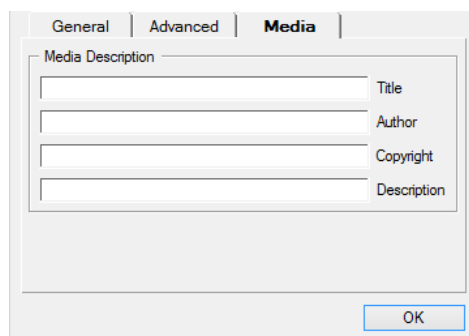 General Advanced Media
Media Description
Title
Author
Copyright
Description
OK